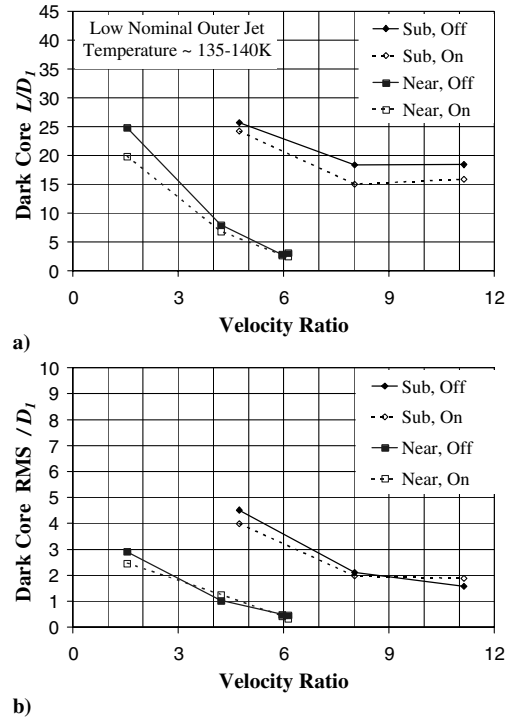 45
40
35
30
25
20
15
10
5
0
Dark Core L/D1
Low Nominal Outer Jet
Temperature ~ 135-140K
Sub, Off
Sub, On
Near, Off
Near, On
0 3 6 9 12
Velocity Ratio
a)
10
9
8
7
6
5
4
3
2
1
0
Dark Core RMS / D1
Sub, Off
Sub, On
Near, Off
Near, On
0 3 6 9 12
Velocity Ratio
b)